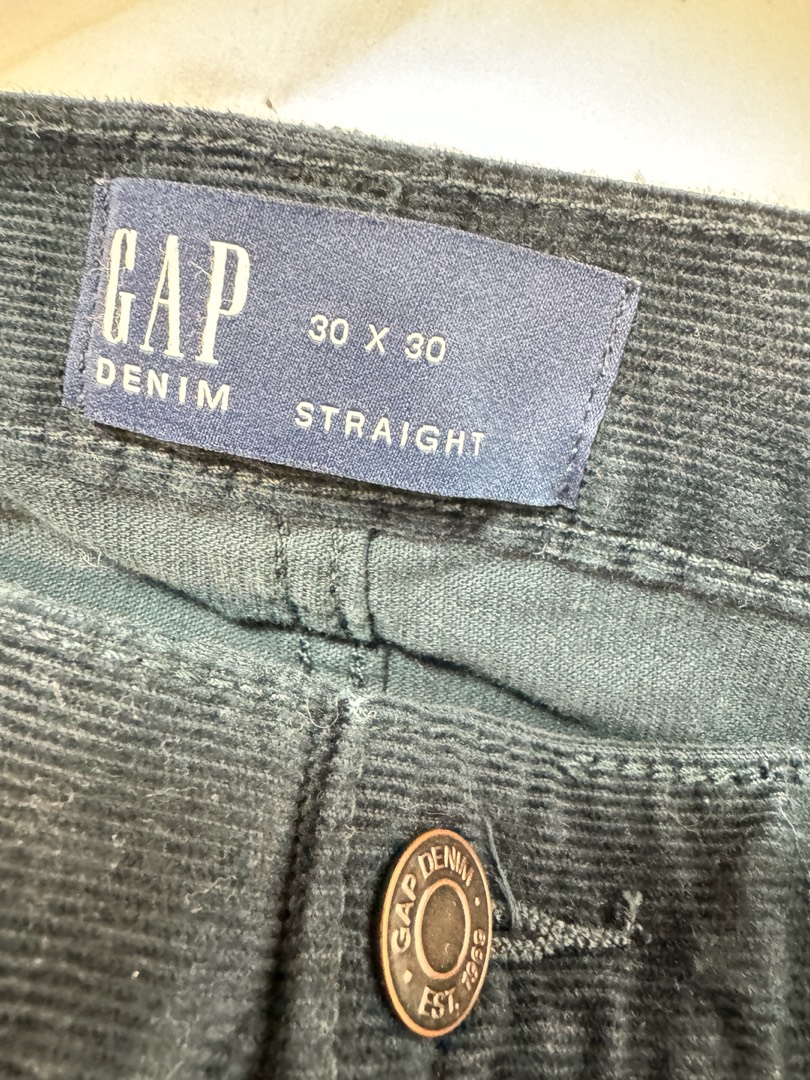 GAP
DENIM
30 X 30
STRAIGHT
GAP DENIM
EST. 1969